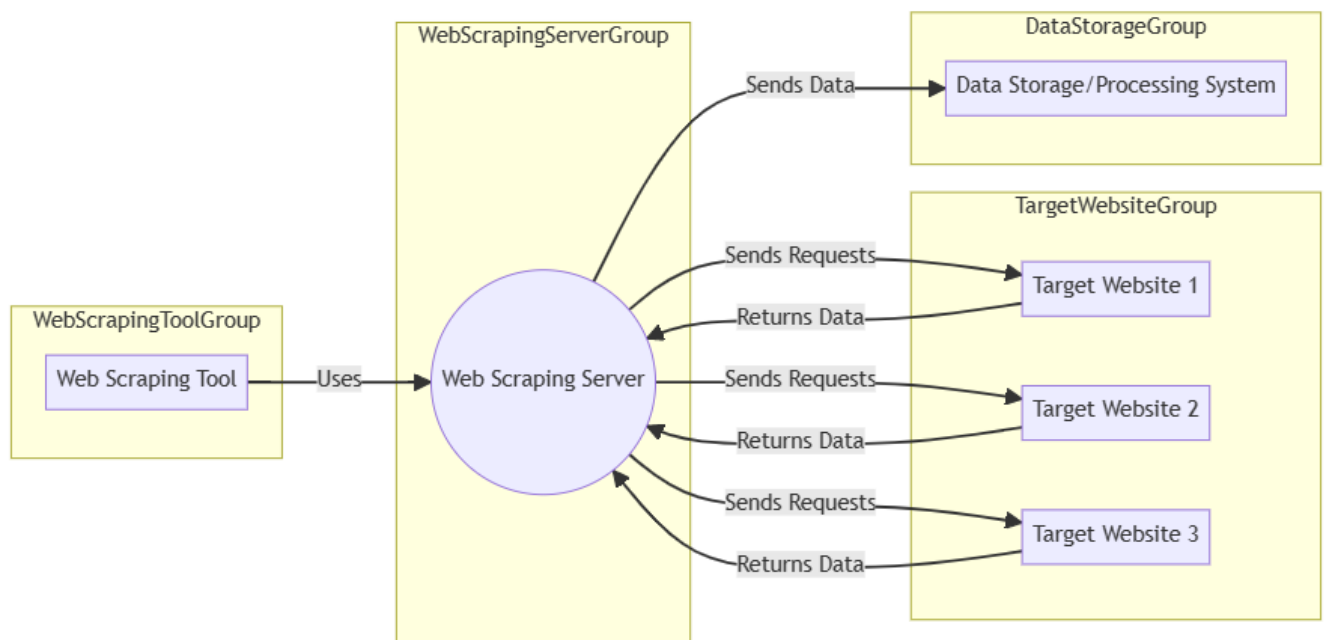 WebScrapingServerGroup
DataStorageGroup
Sends Data
Data Storage/Processing System
TargetWebsiteGroup
Sends Requests
Target Website 1
Returns Data
WebScrapingToolGroup
Web Scraping Tool
Uses
Web Scraping Server
Sends Requests
Target Website 2
Returns Data
Sends Requests
Target Website 3
Returns Data